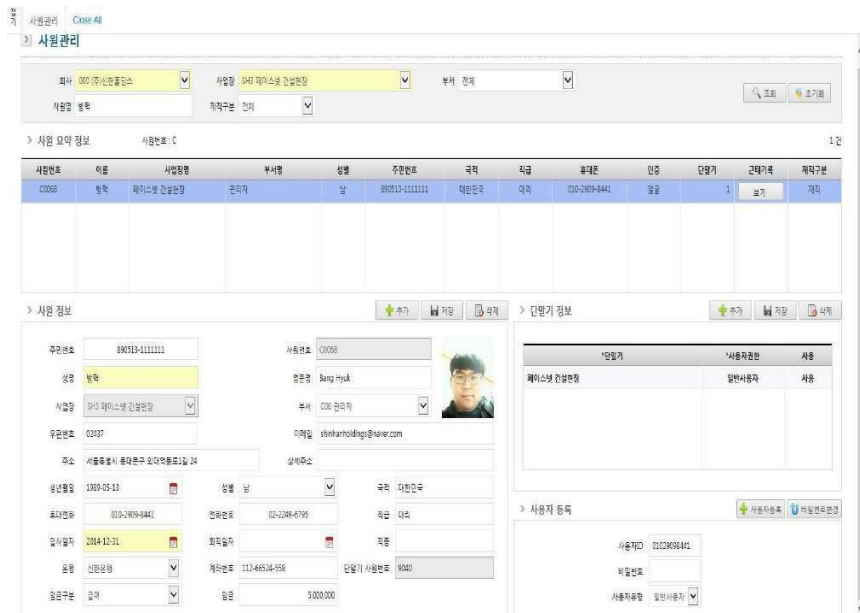 사원관리 Close All
사원관리
회사 000 (주)신한홀딩스 사업장 SH3 페이스넷 건설현장 부서 전체
사원명 방혁 재직구분 전체 조회 초기화
사원 요약 정보 사원번호 : C 1 건
사원번호 이름 사업장명 부서명 성별 주민번호 국적 직급 휴대폰 인증 단말기 근태기록 재직구분
C0068 방혁 페이스넷 건설현장 관리자 남 890513-1111111 대한민국 대리 010-2909-8441 얼굴 1 보기 재직
사원 정보 추가 저장 삭제
주민번호 890513-1111111 사원번호 C0068
성명 방혁 영문명 Bang Hyuk
사업장 SH3 페이스넷 건설현장 부서 C06 관리자
우편번호 02437 이메일 shinhanholdings@naver.com
주소 서울특별시 동대문구 외대역동로1길 24 상세주소
생년월일 1989-05-13 성별 남 국적 대한민국
휴대전화 010-2909-8441 전화번호 02-2249-6795 직급 대리
입사일자 2014-12-31 퇴직일자 직종
은행 신한은행 계좌번호 112-66524-558 단말기 사원번호 9040
임금구분 급여 임금 5,000,000
단말기 정보 추가 저장 삭제
*단말기 *사용자권한 사용
페이스넷 건설현장 일반사용자 사용
사용자 등록 사용자등록 비밀번호변경
사용자ID 01029098441
비밀번호
사용자유형 일반사용자